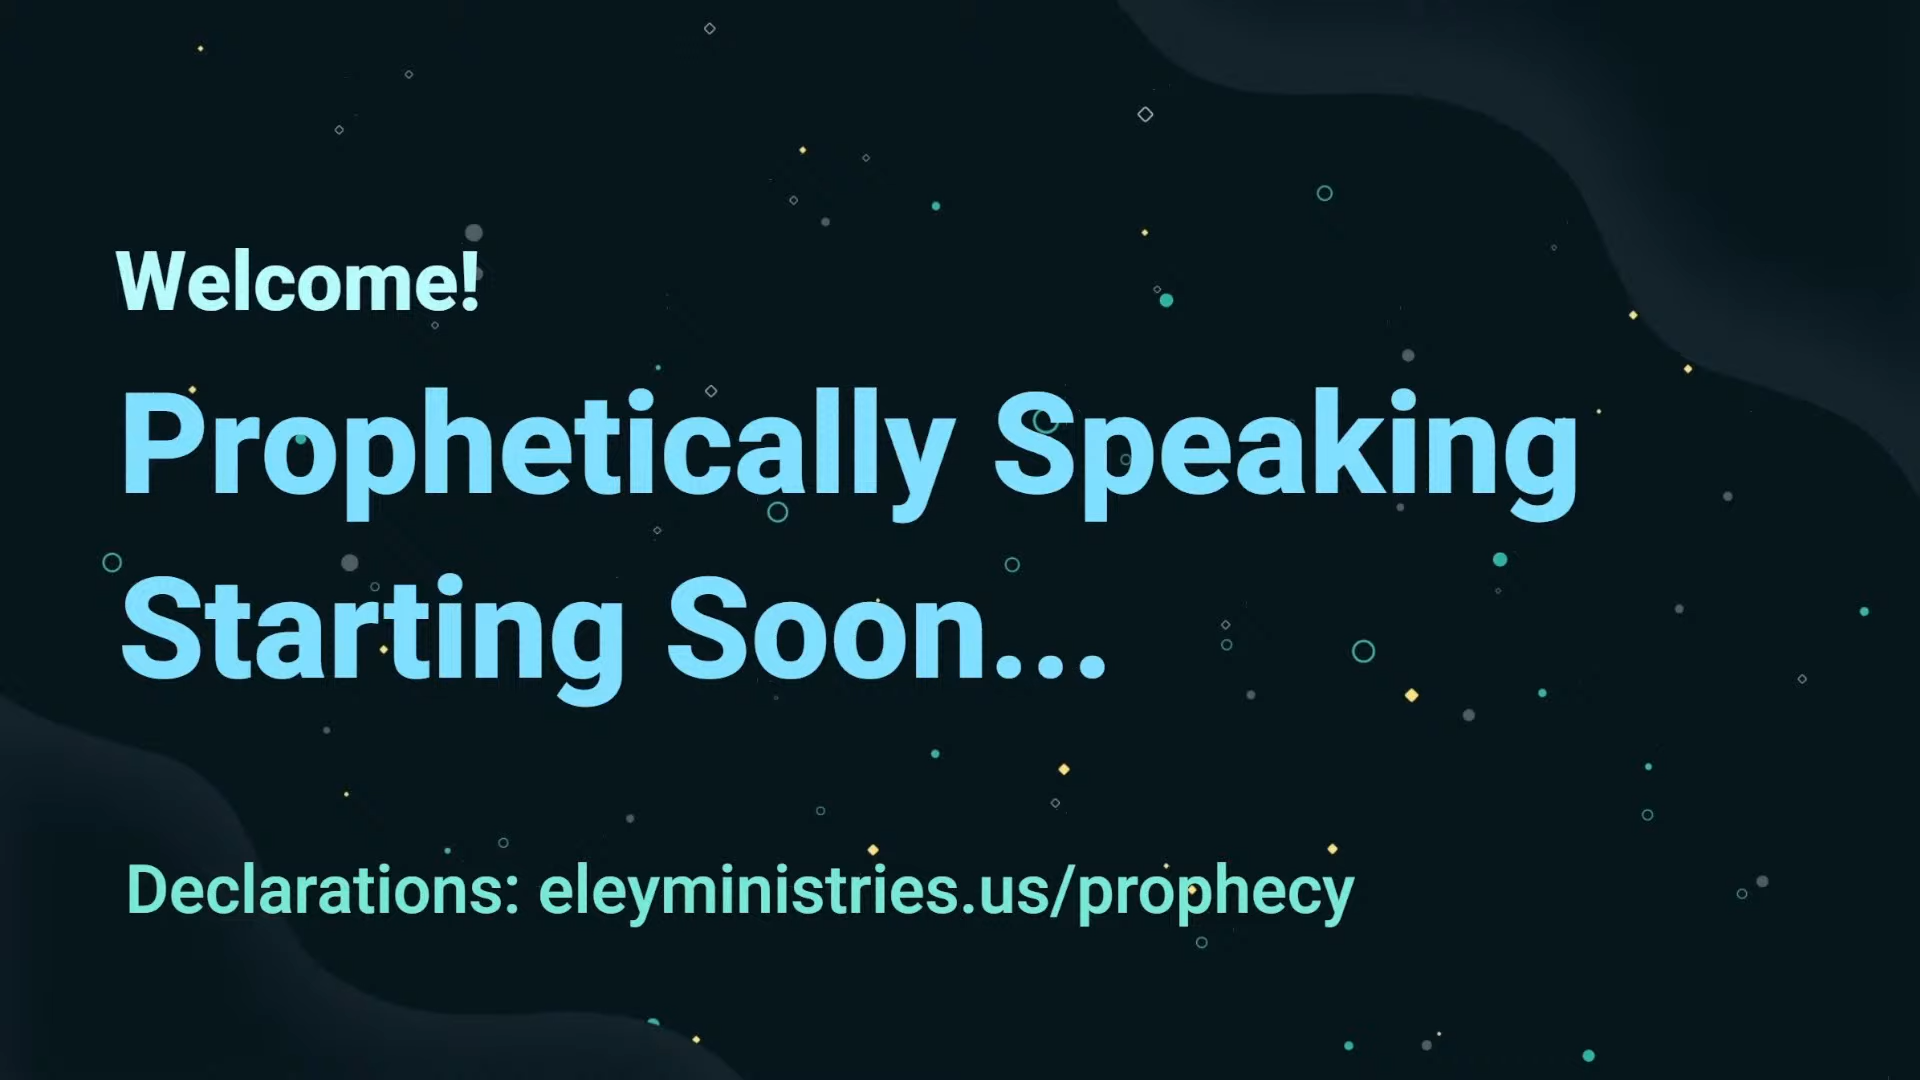 Welcome!
Prophetically Speaking
Starting Soon...
Declarations: eleyministries.us/prophecy